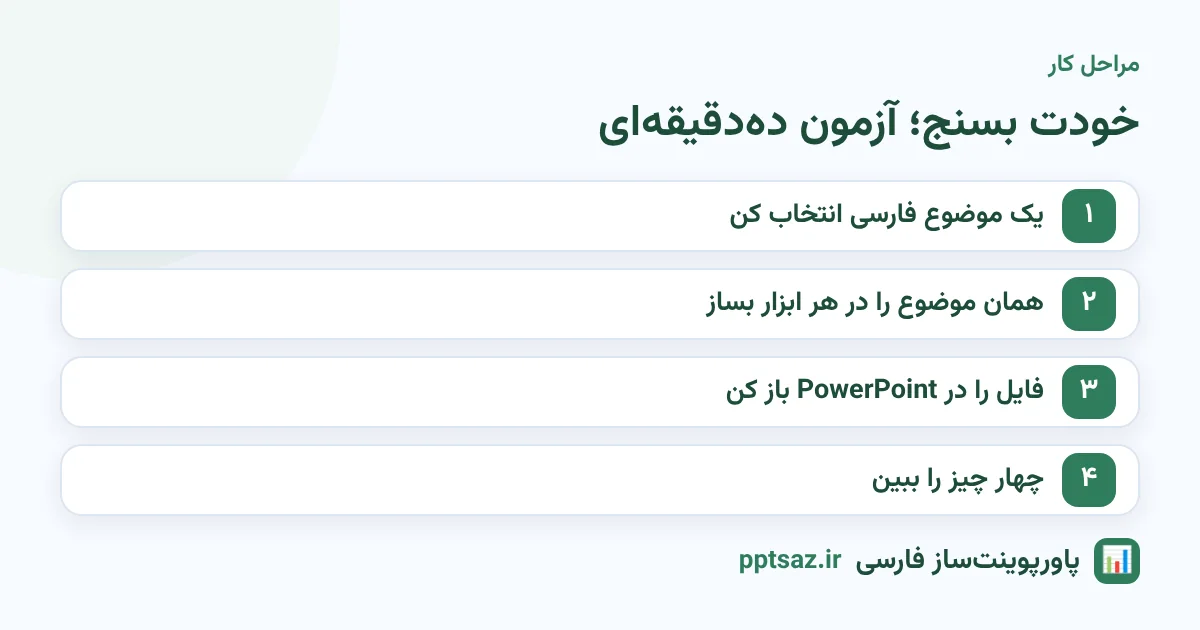 مراحل کار
خودت بسنج؛ آزمون ده‌دقیقه‌ای
۱ یک موضوع فارسی انتخاب کن
۲ همان موضوع را در هر ابزار بساز
۳ فایل را در PowerPoint باز کن
۴ چهار چیز را ببین
پاورپوینت‌ساز فارسی pptsaz.ir